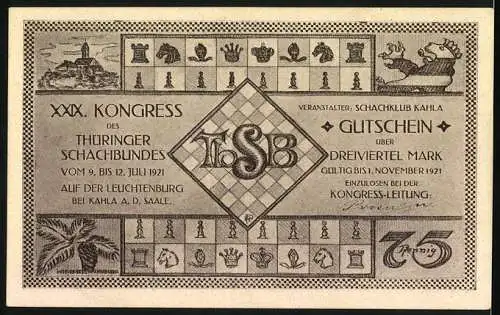 XXIX. KONGRESS
DES
THÜRINGER
SCHACHBUNDES
VOM 9. BIS 12. JULI 1921
AUF DER LEUCHTENBURG
BEI KAHLA A. D. SAALE.
ThSB
VERANSTALTER: SCHACHKLUB KAHLA
GUTSCHEIN
ÜBER
DREIVIERTEL MARK
GÜLTIG BIS 1. NOVEMBER 1921
EINZULÖSEN BEI DER
KONGRESS-LEITUNG:
75
Pfennig